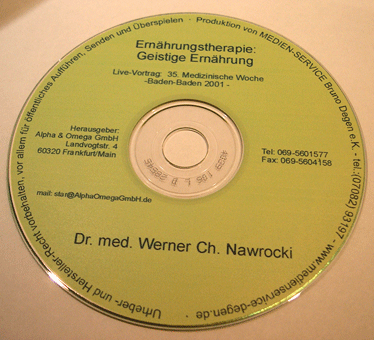 Urheber- und Hersteller-Recht vorbehalten, vor allem für öffentliches Aufführen, Senden und Überspielen · Produktion von MEDIEN-SERVICE Bruno Degen e.K. - tel.:(07082) 93197 - www.medienservice-degen.de ·
Ernährungstherapie:
Geistige Ernährung
Live-Vortrag: 35. Medizinische Woche
-Baden-Baden 2001 -
Herausgeber:
Alpha & Omega GmbH
Landvogtstr. 4
60320 Frankfurt/Main
Tel: 069-5601577
Fax: 069-5604158
mail: star@AlphaOmegaGmbH.de
Dr. med. Werner Ch. Nawrocki